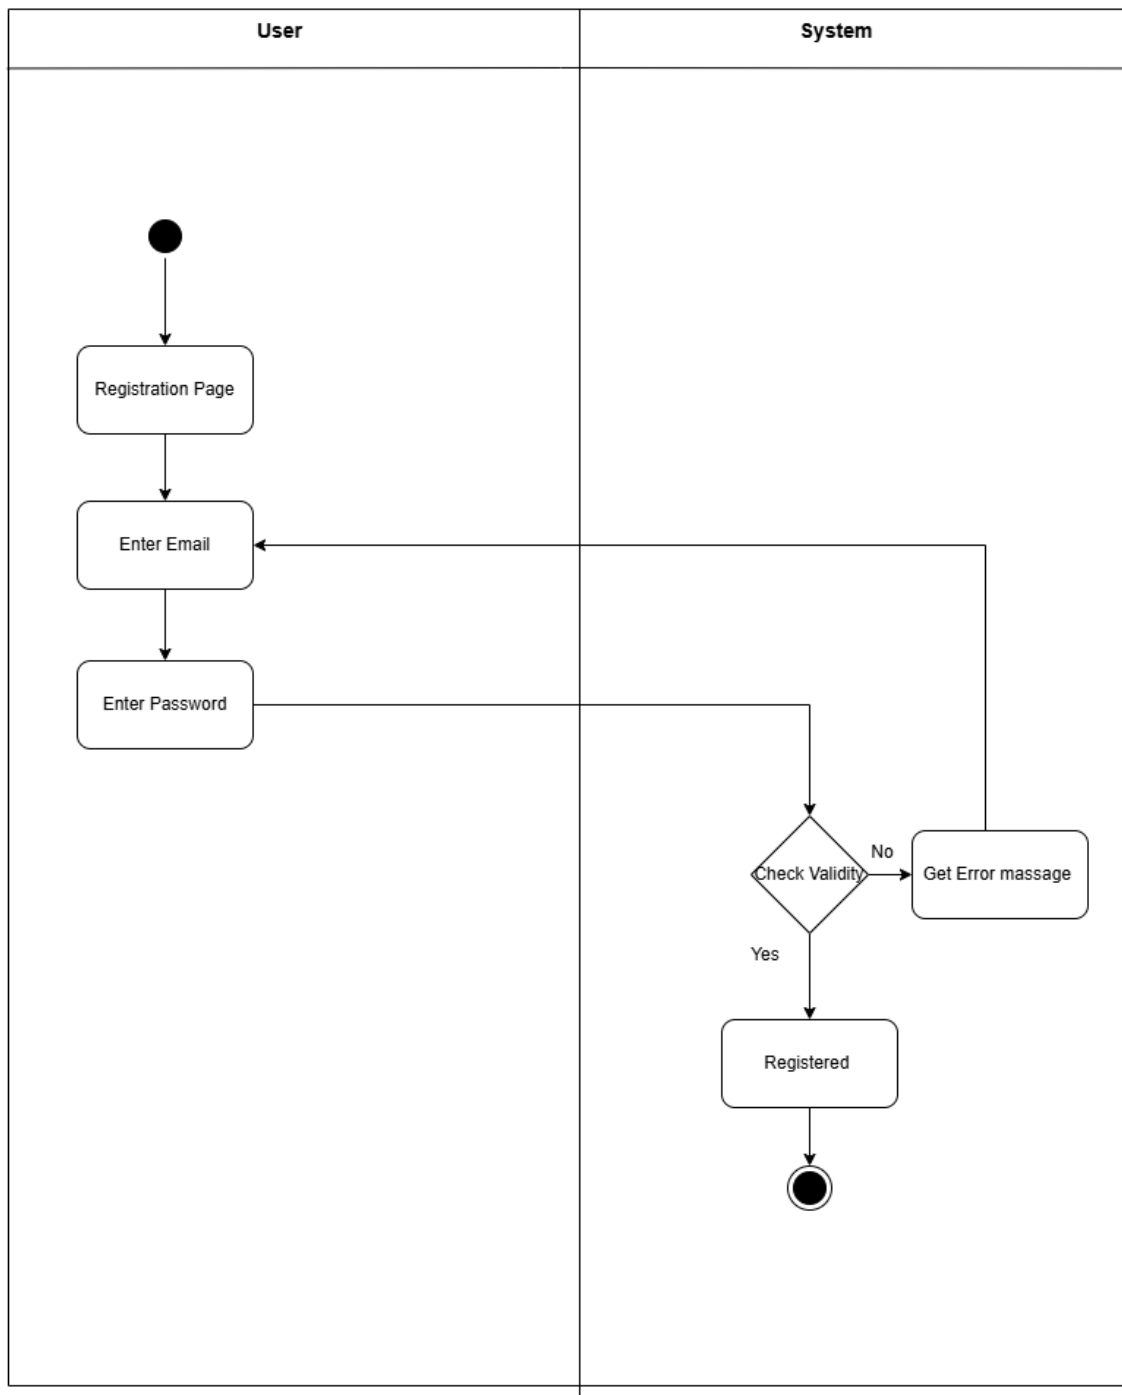 User
System
Registration Page
Enter Email
Enter Password
Check Validity
No
Get Error massage
Yes
Registered